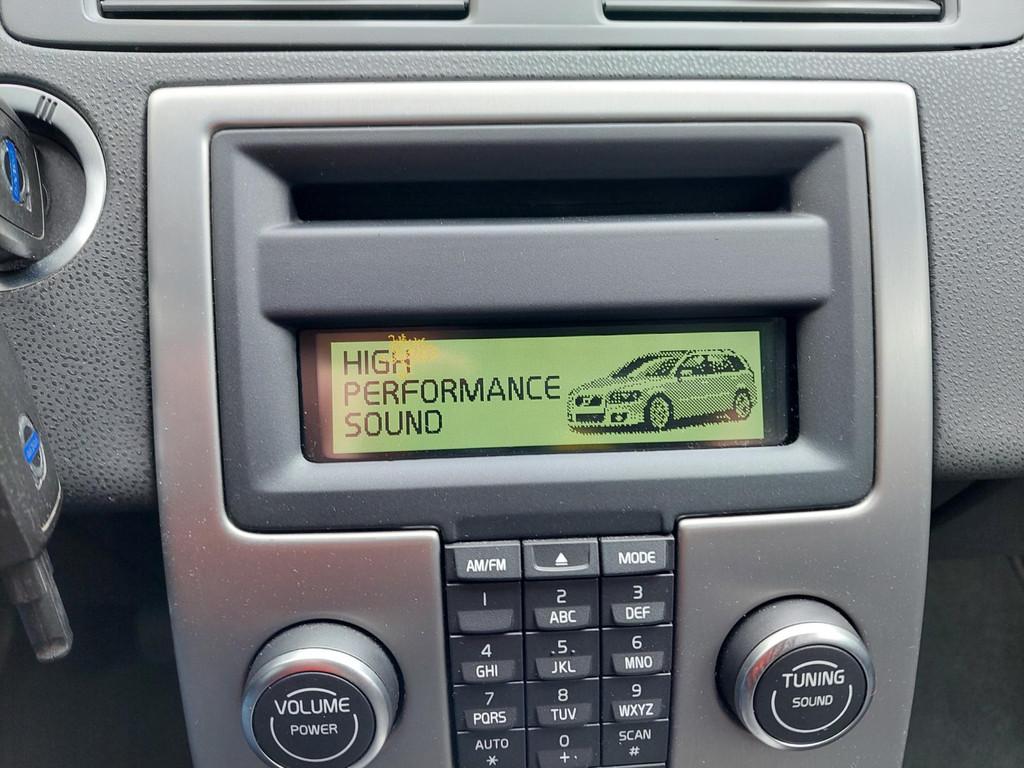 HIGH
PERFORMANCE
SOUND
AM/FM
MODE
1
2
3
ABC
DEF
4
5
6
GHI
JKL
MNO
7
8
9
PQRS
TUV
WXYZ
AUTO
0
SCAN
*
+
#
VOLUME
POWER
TUNING
SOUND